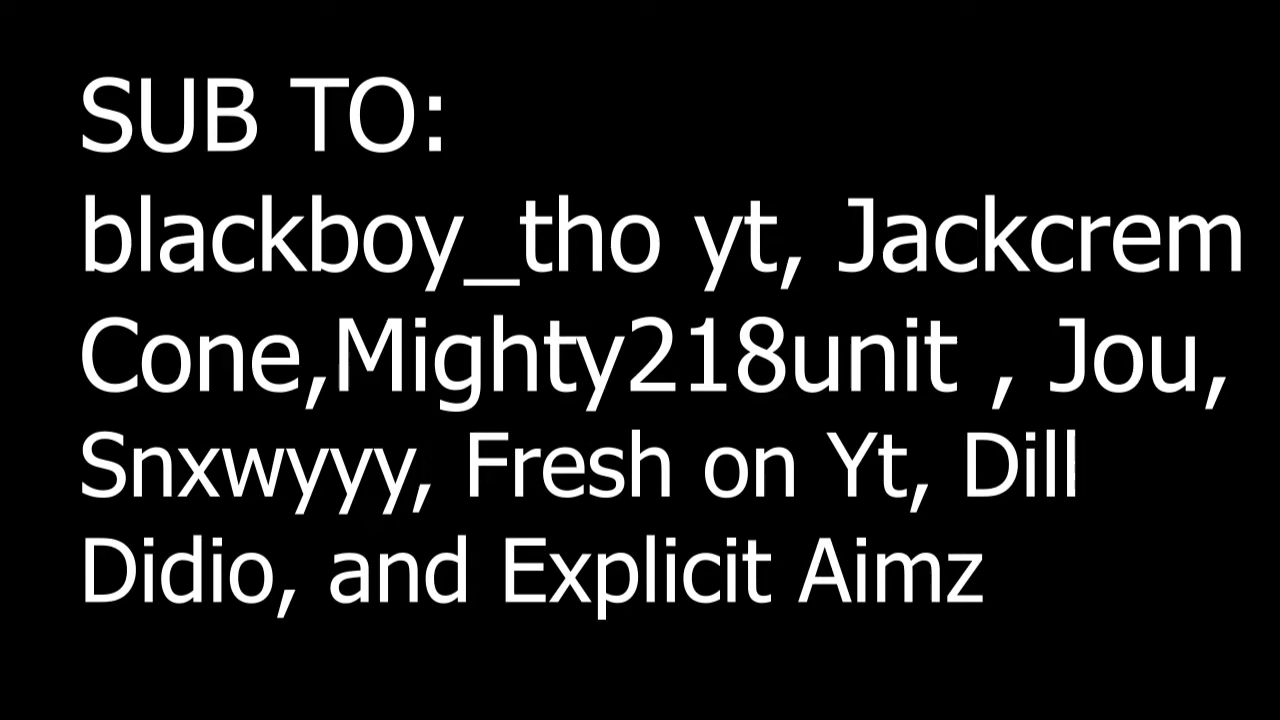 SUB TO:
blackboy_tho yt, Jackcrem
Cone,Mighty218unit , Jou,
Snxwyyy, Fresh on Yt, Dill
Didio, and Explicit Aimz